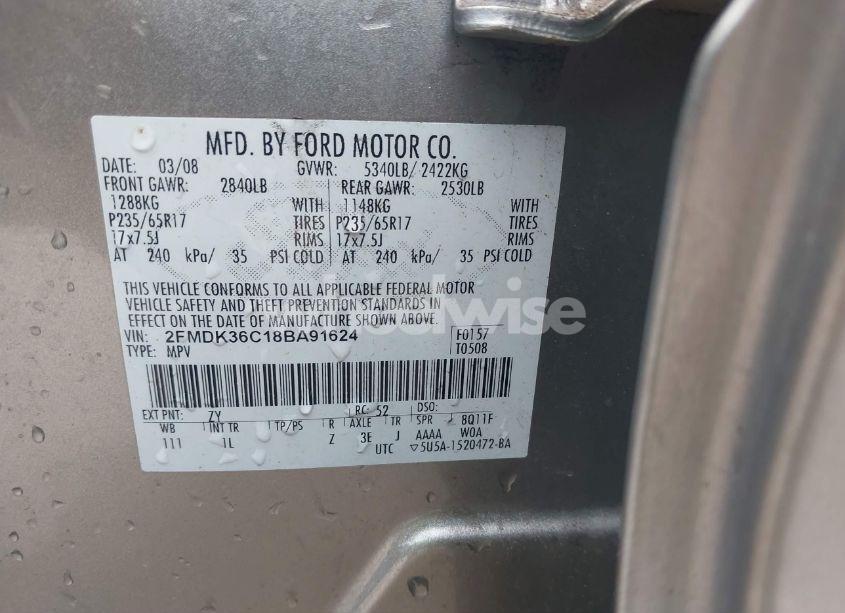 MFD. BY FORD MOTOR CO.
DATE: 03/08 GVWR: 5340LB/ 2422KG
FRONT GAWR: 2840LB REAR GAWR: 2530LB
1288KG WITH 1148KG WITH
P235/65R17 TIRES P235/65R17 TIRES
17x7.5J RIMS 17x7.5J RIMS
AT 240 kPa/ 35 PSI COLD AT 240 kPa/ 35 PSI COLD
THIS VEHICLE CONFORMS TO ALL APPLICABLE FEDERAL MOTOR
VEHICLE SAFETY AND THEFT PREVENTION STANDARDS IN
EFFECT ON THE DATE OF MANUFACTURE SHOWN ABOVE.
VIN: 2FMDK36C18BA91624 F0157
TYPE: MPV T0508
EXT PNT: ZY RC: 52 DSO:
WB INT TR TP/PS R AXLE TR SPR 8Q11F
111 1L Z 3E J AAAA W0A
UTC ▽5U5A-1520472-BA